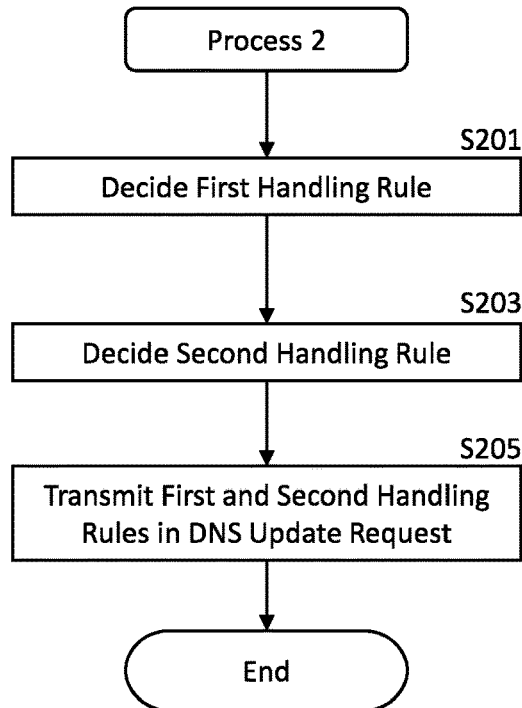 Process 2
S201
Decide First Handling Rule
S203
Decide Second Handling Rule
S205
Transmit First and Second Handling
Rules in DNS Update Request
End